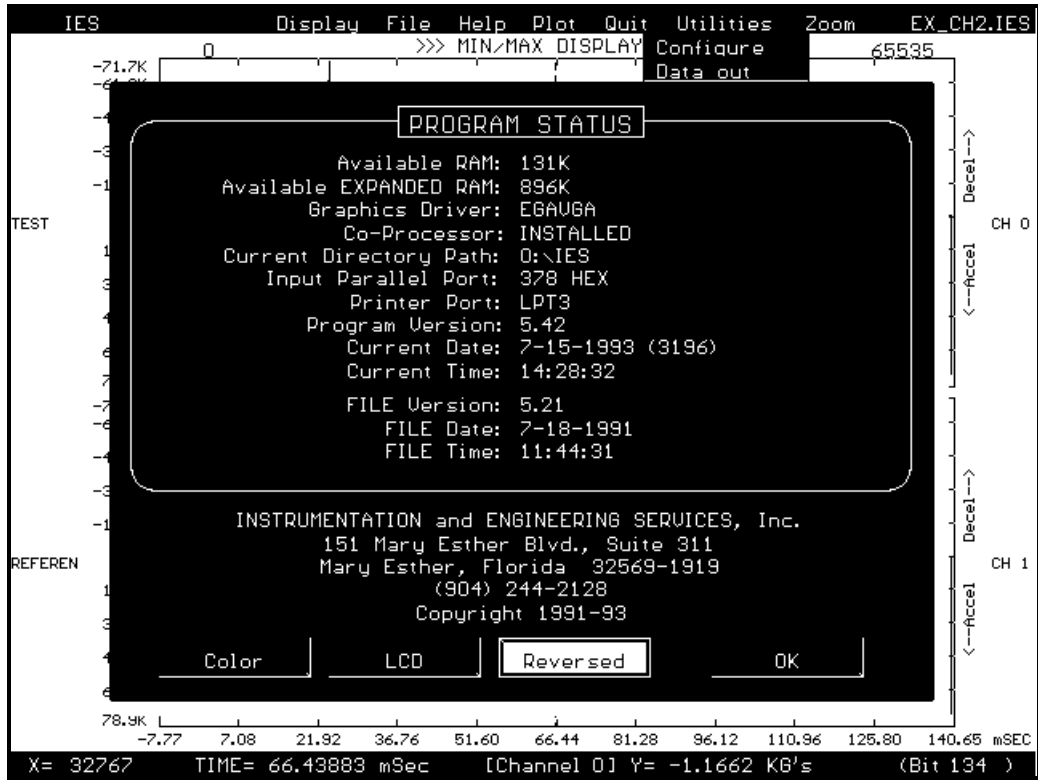 IES Display File Help Plot Quit Utilities Zoom EX_CH2.IES
0 >>> MIN/MAX DISPLAY Configure 65535
Data out
-71.7K
PROGRAM STATUS
Available RAM: 131K
Available EXPANDED RAM: 896K
Graphics Driver: EGAVGA
Co-Processor: INSTALLED
Current Directory Path: O:\IES
Input Parallel Port: 378 HEX
Printer Port: LPT3
Program Version: 5.42
Current Date: 7-15-1993 (3196)
Current Time: 14:28:32
FILE Version: 5.21
FILE Date: 7-18-1991
FILE Time: 11:44:31
INSTRUMENTATION and ENGINEERING SERVICES, Inc.
151 Mary Esther Blvd., Suite 311
Mary Esther, Florida 32569-1919
(904) 244-2128
Copyright 1991-93
Color LCD Reversed OK
TEST
REFEREN
Decel-->
CH 0
<--Accel
Decel-->
CH 1
<--Accel
78.9K
-7.77 7.08 21.92 36.76 51.60 66.44 81.28 96.12 110.96 125.80 140.65 mSEC
X= 32767 TIME= 66.43883 mSec [Channel 0] Y= -1.1662 KG's (Bit 134 )